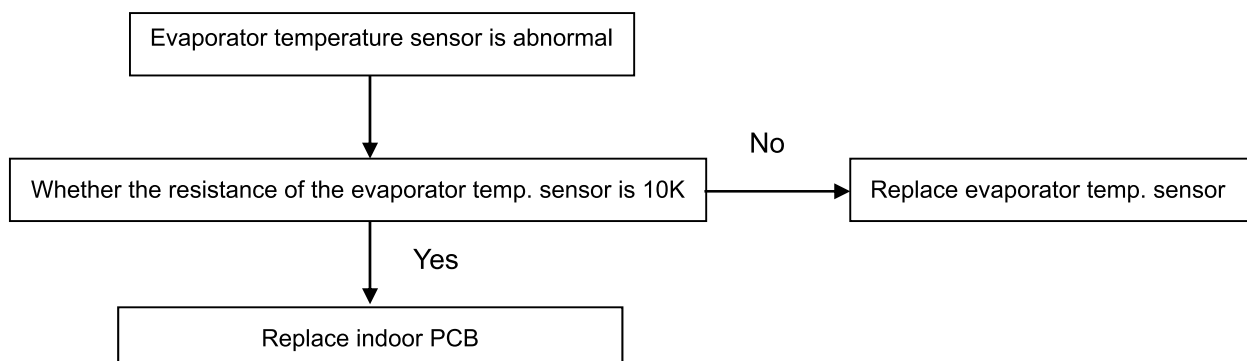 Evaporator temperature sensor is abnormal
No
Whether the resistance of the evaporator temp. sensor is 10K
Replace evaporator temp. sensor
Yes
Replace indoor PCB